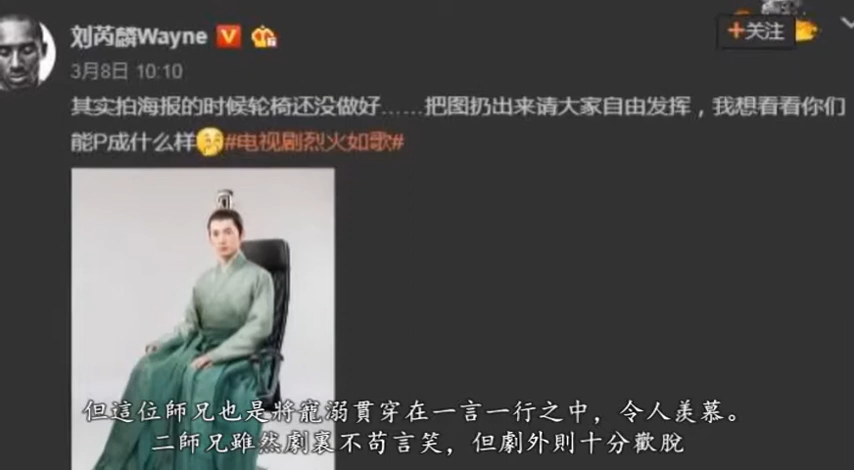 刘芮麟Wayne
+关注
3月8日 10:10
其实拍海报的时候轮椅还没做好……把图扔出来请大家自由发挥，我想看看你们
能P成什么样#电视剧烈火如歌#
但這位師兄也是將寵溺貫穿在一言一行之中，令人羨慕。
二師兄雖然劇裏不苟言笑，但劇外則十分歡脫